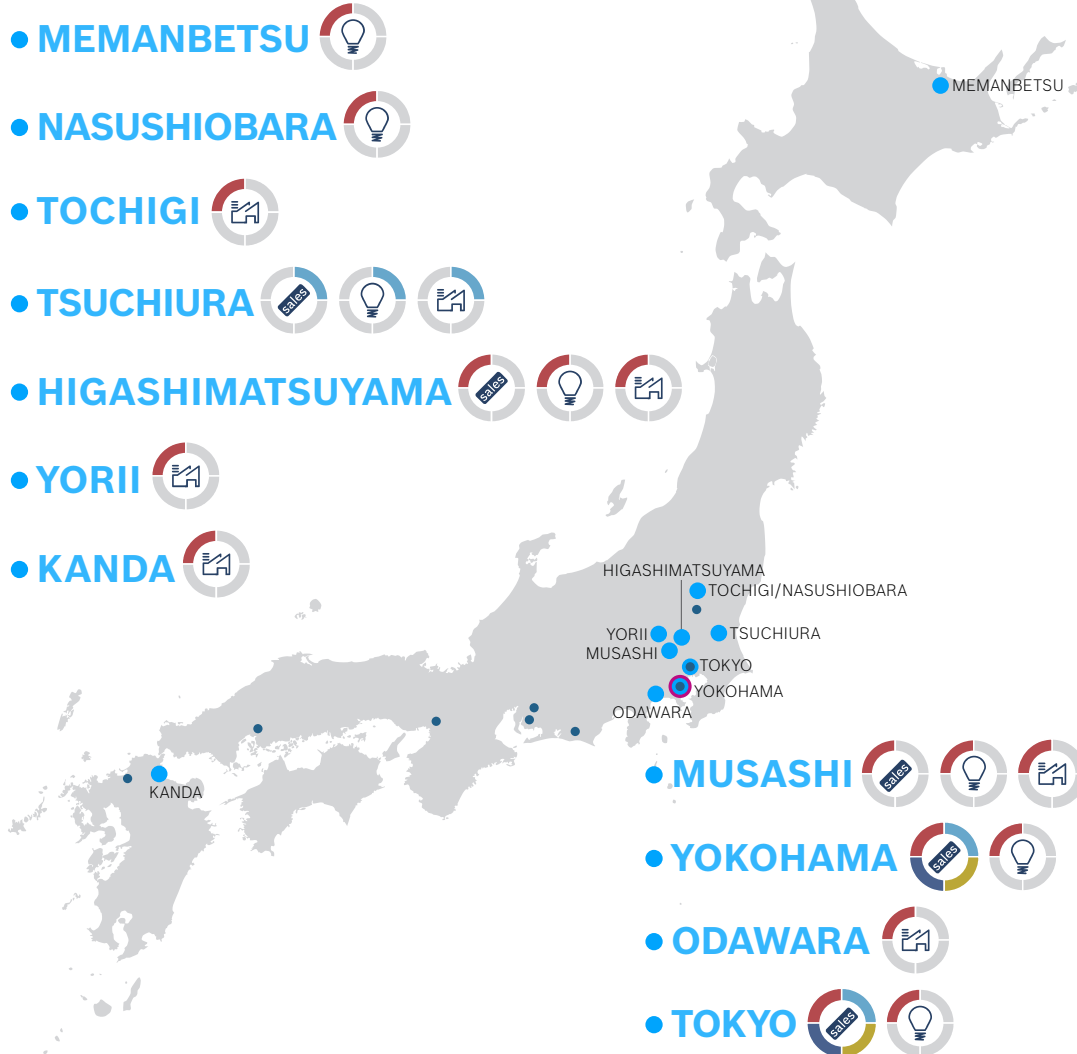 MEMANBETSU
NASUSHIOBARA
TOCHIGI
TSUCHIURA sales
HIGASHIMATSUYAMA sales
YORII
KANDA
MEMANBETSU
HIGASHIMATSUYAMA
TOCHIGI/NASUSHIOBARA
YORII
TSUCHIURA
MUSASHI
TOKYO
YOKOHAMA
ODAWARA
KANDA
MUSASHI sales
YOKOHAMA sales
ODAWARA
TOKYO sales